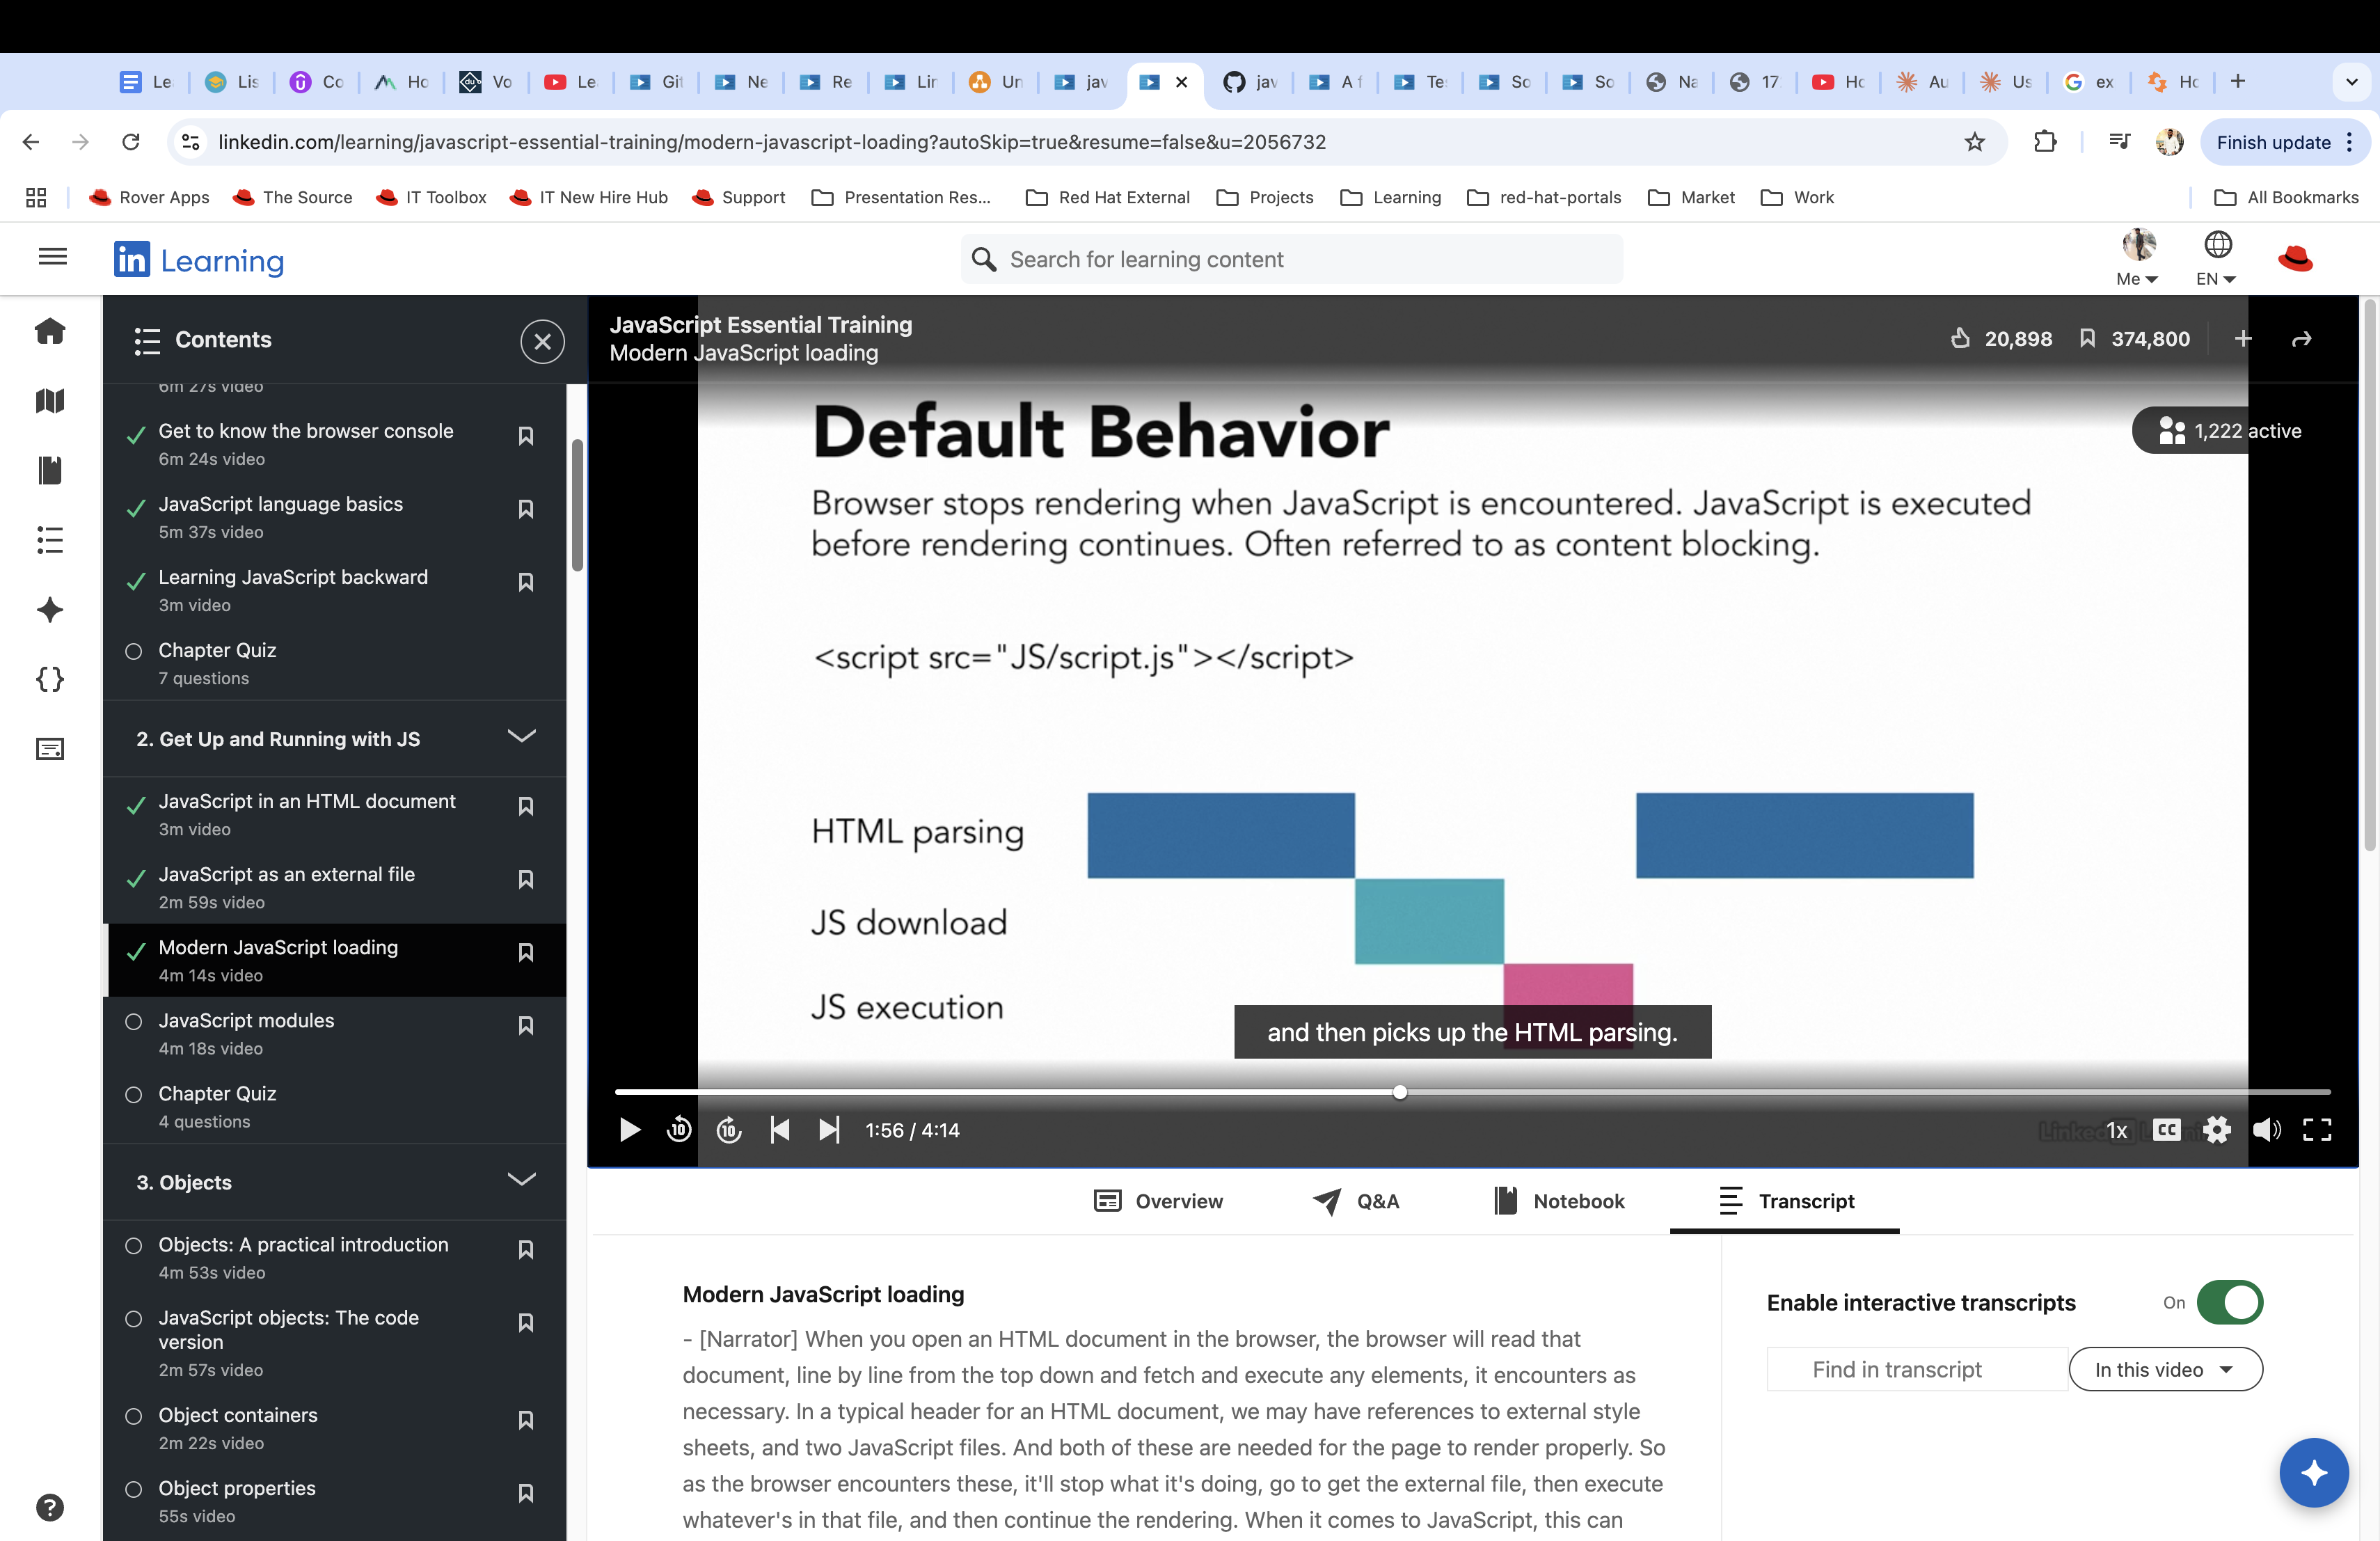 Le
Lis
Co
Ho
Vo
Le
Git
Ne
Re
Lin
Un
jav
jav
A f
Te
So
So
Na
17
Ho
Au
Us
ex
Ho
linkedin.com/learning/javascript-essential-training/modern-javascript-loading?autoSkip=true&resume=false&u=2056732
Finish update
Rover Apps
The Source
IT Toolbox
IT New Hire Hub
Support
Presentation Res...
Red Hat External
Projects
Learning
red-hat-portals
Market
Work
All Bookmarks
in Learning
Search for learning content
Me
EN
Contents
6m 27s video
Get to know the browser console
6m 24s video
JavaScript language basics
5m 37s video
Learning JavaScript backward
3m video
Chapter Quiz
7 questions
2. Get Up and Running with JS
JavaScript in an HTML document
3m video
JavaScript as an external file
2m 59s video
Modern JavaScript loading
4m 14s video
JavaScript modules
4m 18s video
Chapter Quiz
4 questions
3. Objects
Objects: A practical introduction
4m 53s video
JavaScript objects: The code
version
2m 57s video
Object containers
2m 22s video
Object properties
55s video
JavaScript Essential Training
Modern JavaScript loading
20,898
374,800
1,222 active
Default Behavior
Browser stops rendering when JavaScript is encountered. JavaScript is executed
before rendering continues. Often referred to as content blocking.
<script src="JS/script.js"></script>
HTML parsing
JS download
JS execution
and then picks up the HTML parsing.
10
10
1:56 / 4:14
1x
CC
Overview
Q&A
Notebook
Transcript
Modern JavaScript loading
- [Narrator] When you open an HTML document in the browser, the browser will read that
document, line by line from the top down and fetch and execute any elements, it encounters as
necessary. In a typical header for an HTML document, we may have references to external style
sheets, and two JavaScript files. And both of these are needed for the page to render properly. So
as the browser encounters these, it'll stop what it's doing, go to get the external file, then execute
whatever's in that file, and then continue the rendering. When it comes to JavaScript, this can
Enable interactive transcripts
On
Find in transcript
In this video